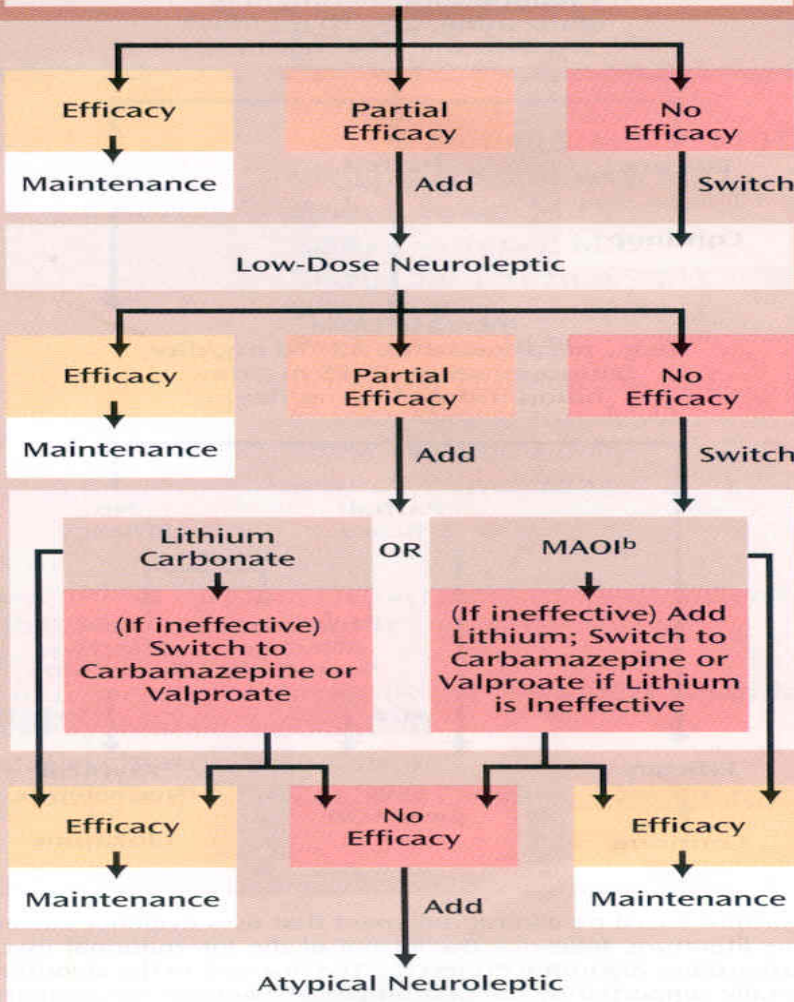 Efficacy
Maintenance
Partial
Efficacy
Add
No
Efficacy
Switch
Low-Dose Neuroleptic
Efficacy
Maintenance
Partial
Efficacy
Add
No
Efficacy
Switch
Lithium
Carbonate
(If ineffective)
Switch to
Carbamazepine or
Valproate
OR
MAOIᵇ
(If ineffective) Add
Lithium; Switch to
Carbamazepine or
Valproate if Lithium
is Ineffective
Efficacy
Maintenance
No
Efficacy
Add
Efficacy
Maintenance
Atypical Neuroleptic